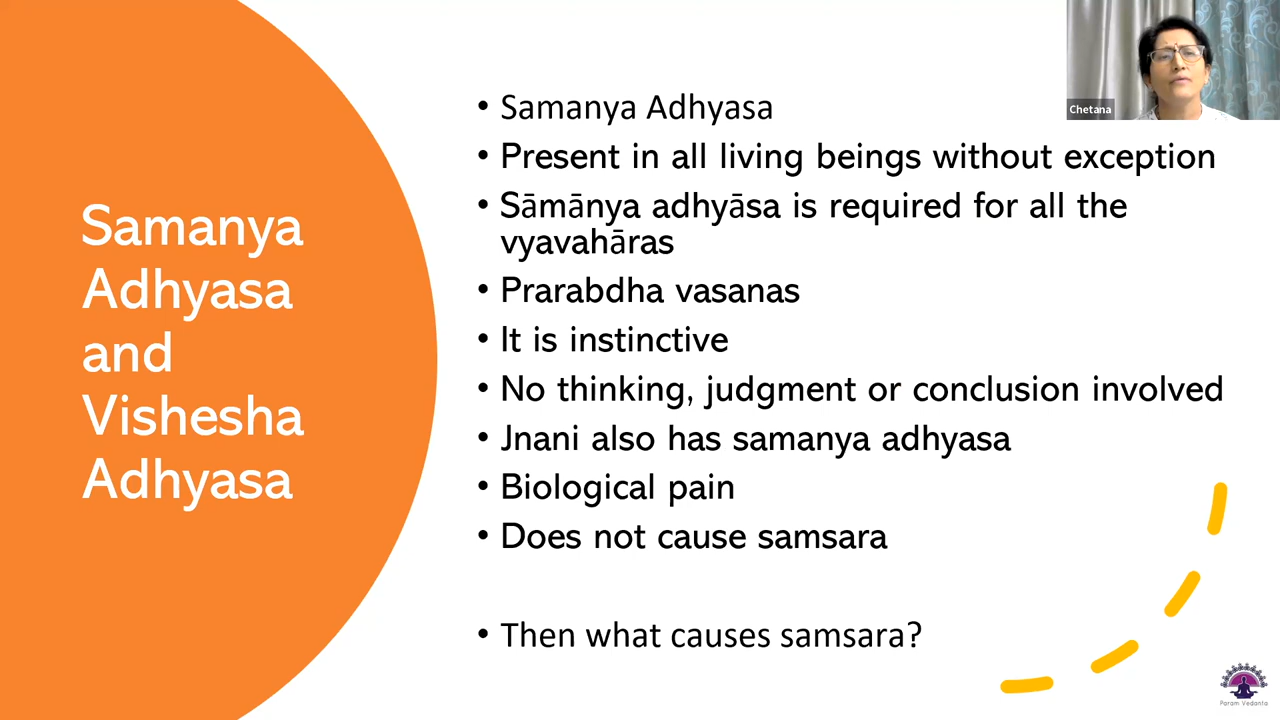 Samanya
Adhyasa
and
Vishesha
Adhyasa
• Samanya Adhyasa
• Present in all living beings without exception
• Sāmānya adhyāsa is required for all the
vyavahāras
• Prarabdha vasanas
• It is instinctive
• No thinking, judgment or conclusion involved
• Jnani also has samanya adhyasa
• Biological pain
• Does not cause samsara
• Then what causes samsara?
Chetana
Param Vedanta